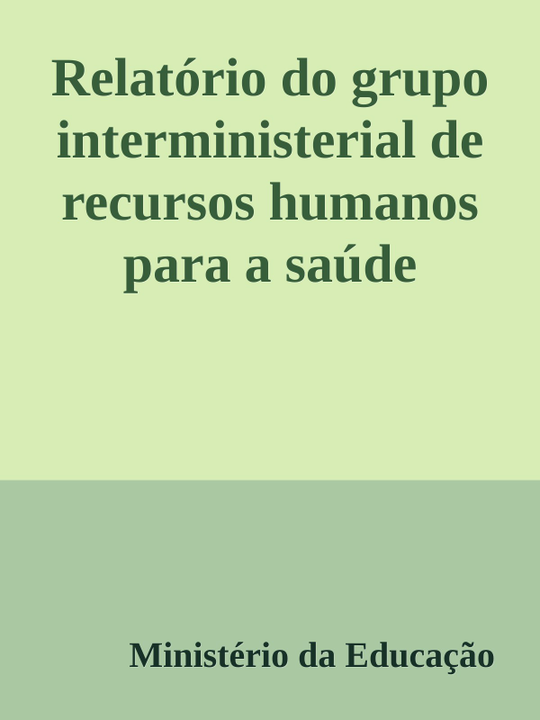 Relatório do grupo
interministerial de
recursos humanos
para a saúde
Ministério da Educação